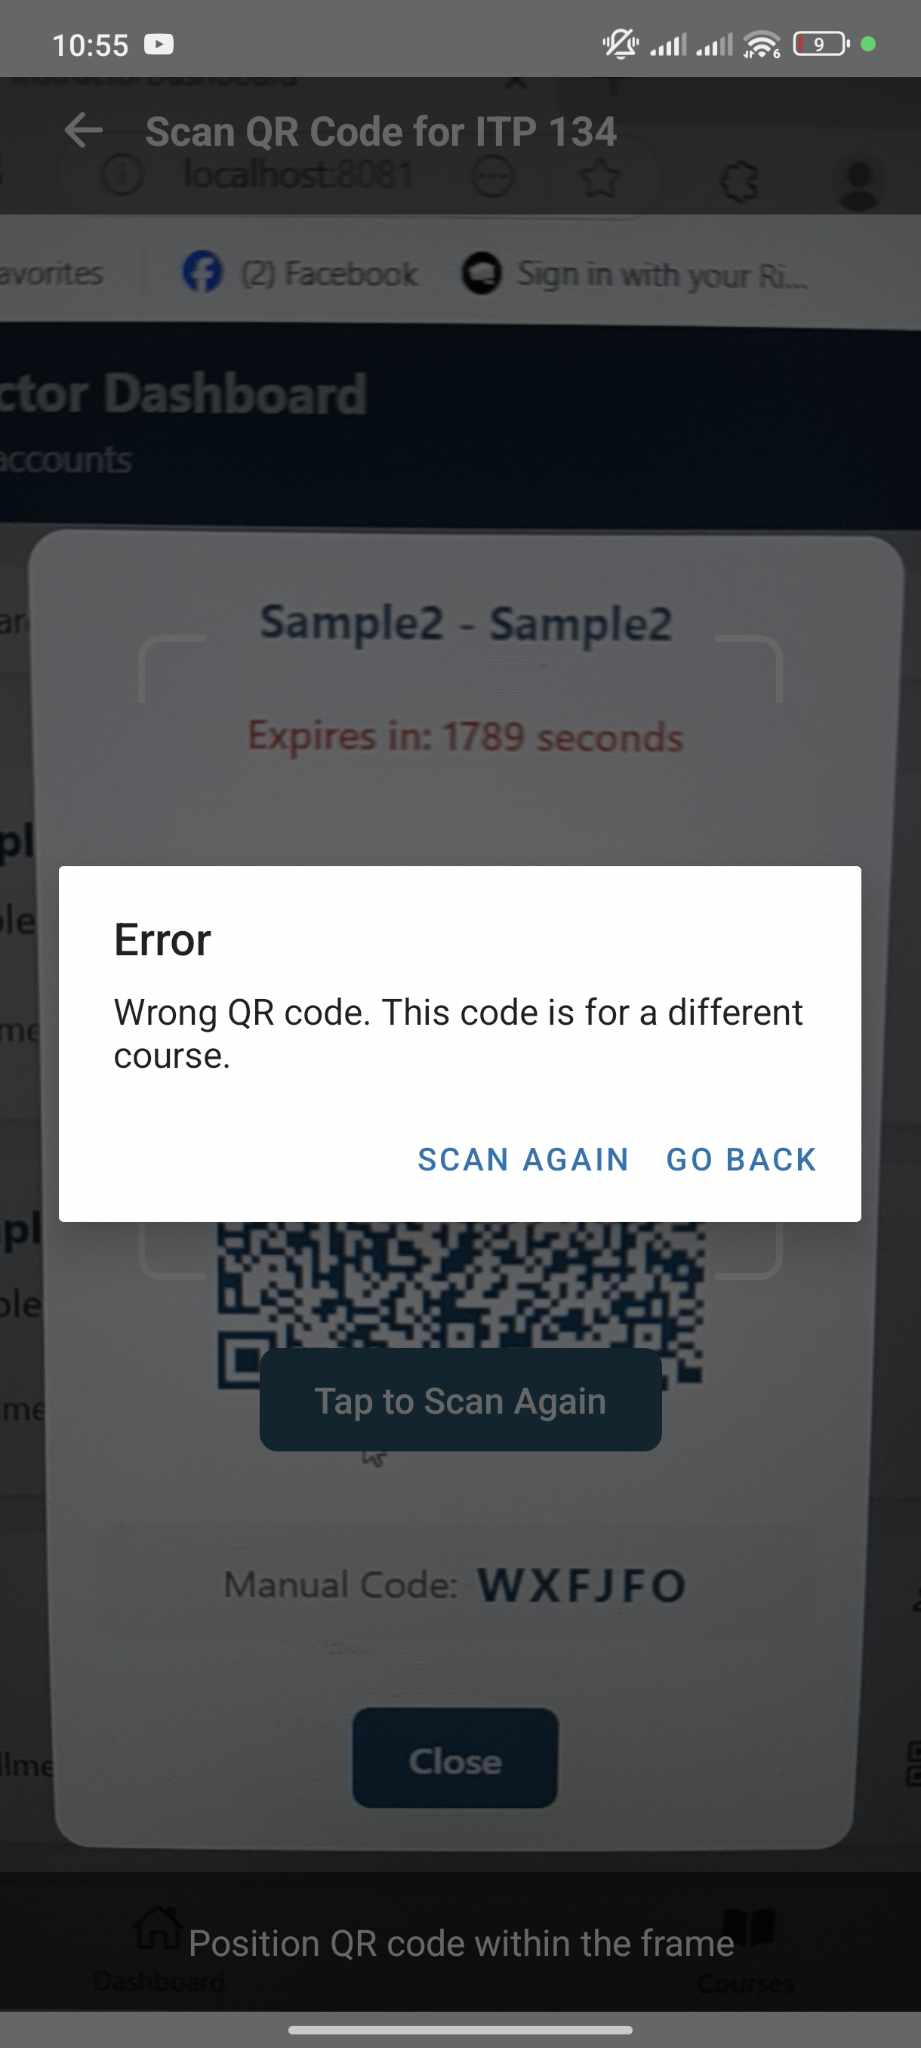 10:55
9
Scan QR Code for ITP 134
localhost:8081
avorites
(2) Facebook
Sign in with your Ri...
ctor Dashboard
accounts
Sample2 - Sample2
Expires in: 1789 seconds
Error
Wrong QR code. This code is for a different
course.
SCAN AGAIN
GO BACK
Tap to Scan Again
Manual Code: WXFJFO
Close
Position QR code within the frame
Dashboard
Courses